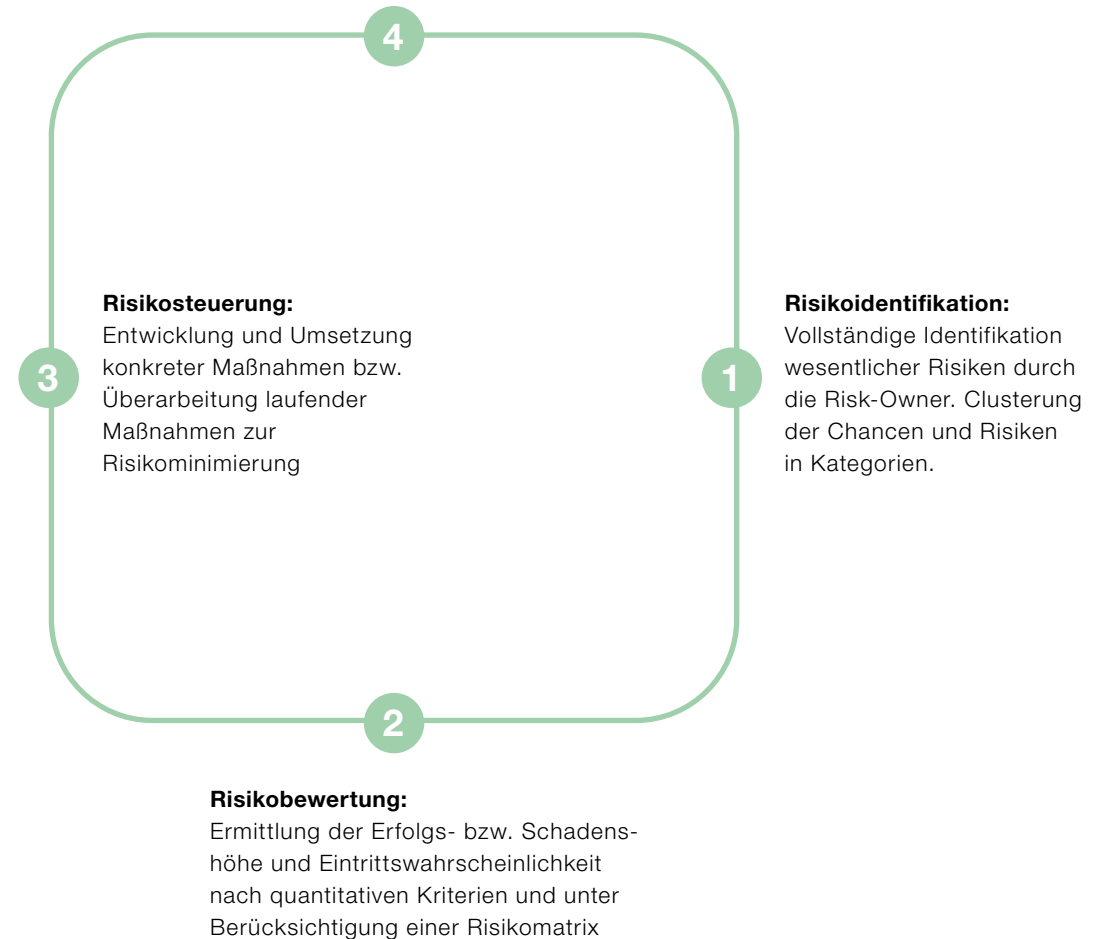 4
3
Risikosteuerung:
Entwicklung und Umsetzung
konkreter Maßnahmen bzw.
Überarbeitung laufender
Maßnahmen zur
Risikominimierung
1
Risikoidentifikation:
Vollständige Identifikation
wesentlicher Risiken durch
die Risk-Owner. Clusterung
der Chancen und Risiken
in Kategorien.
2
Risikobewertung:
Ermittlung der Erfolgs- bzw. Schadens-
höhe und Eintrittswahrscheinlichkeit
nach quantitativen Kriterien und unter
Berücksichtigung einer Risikomatrix